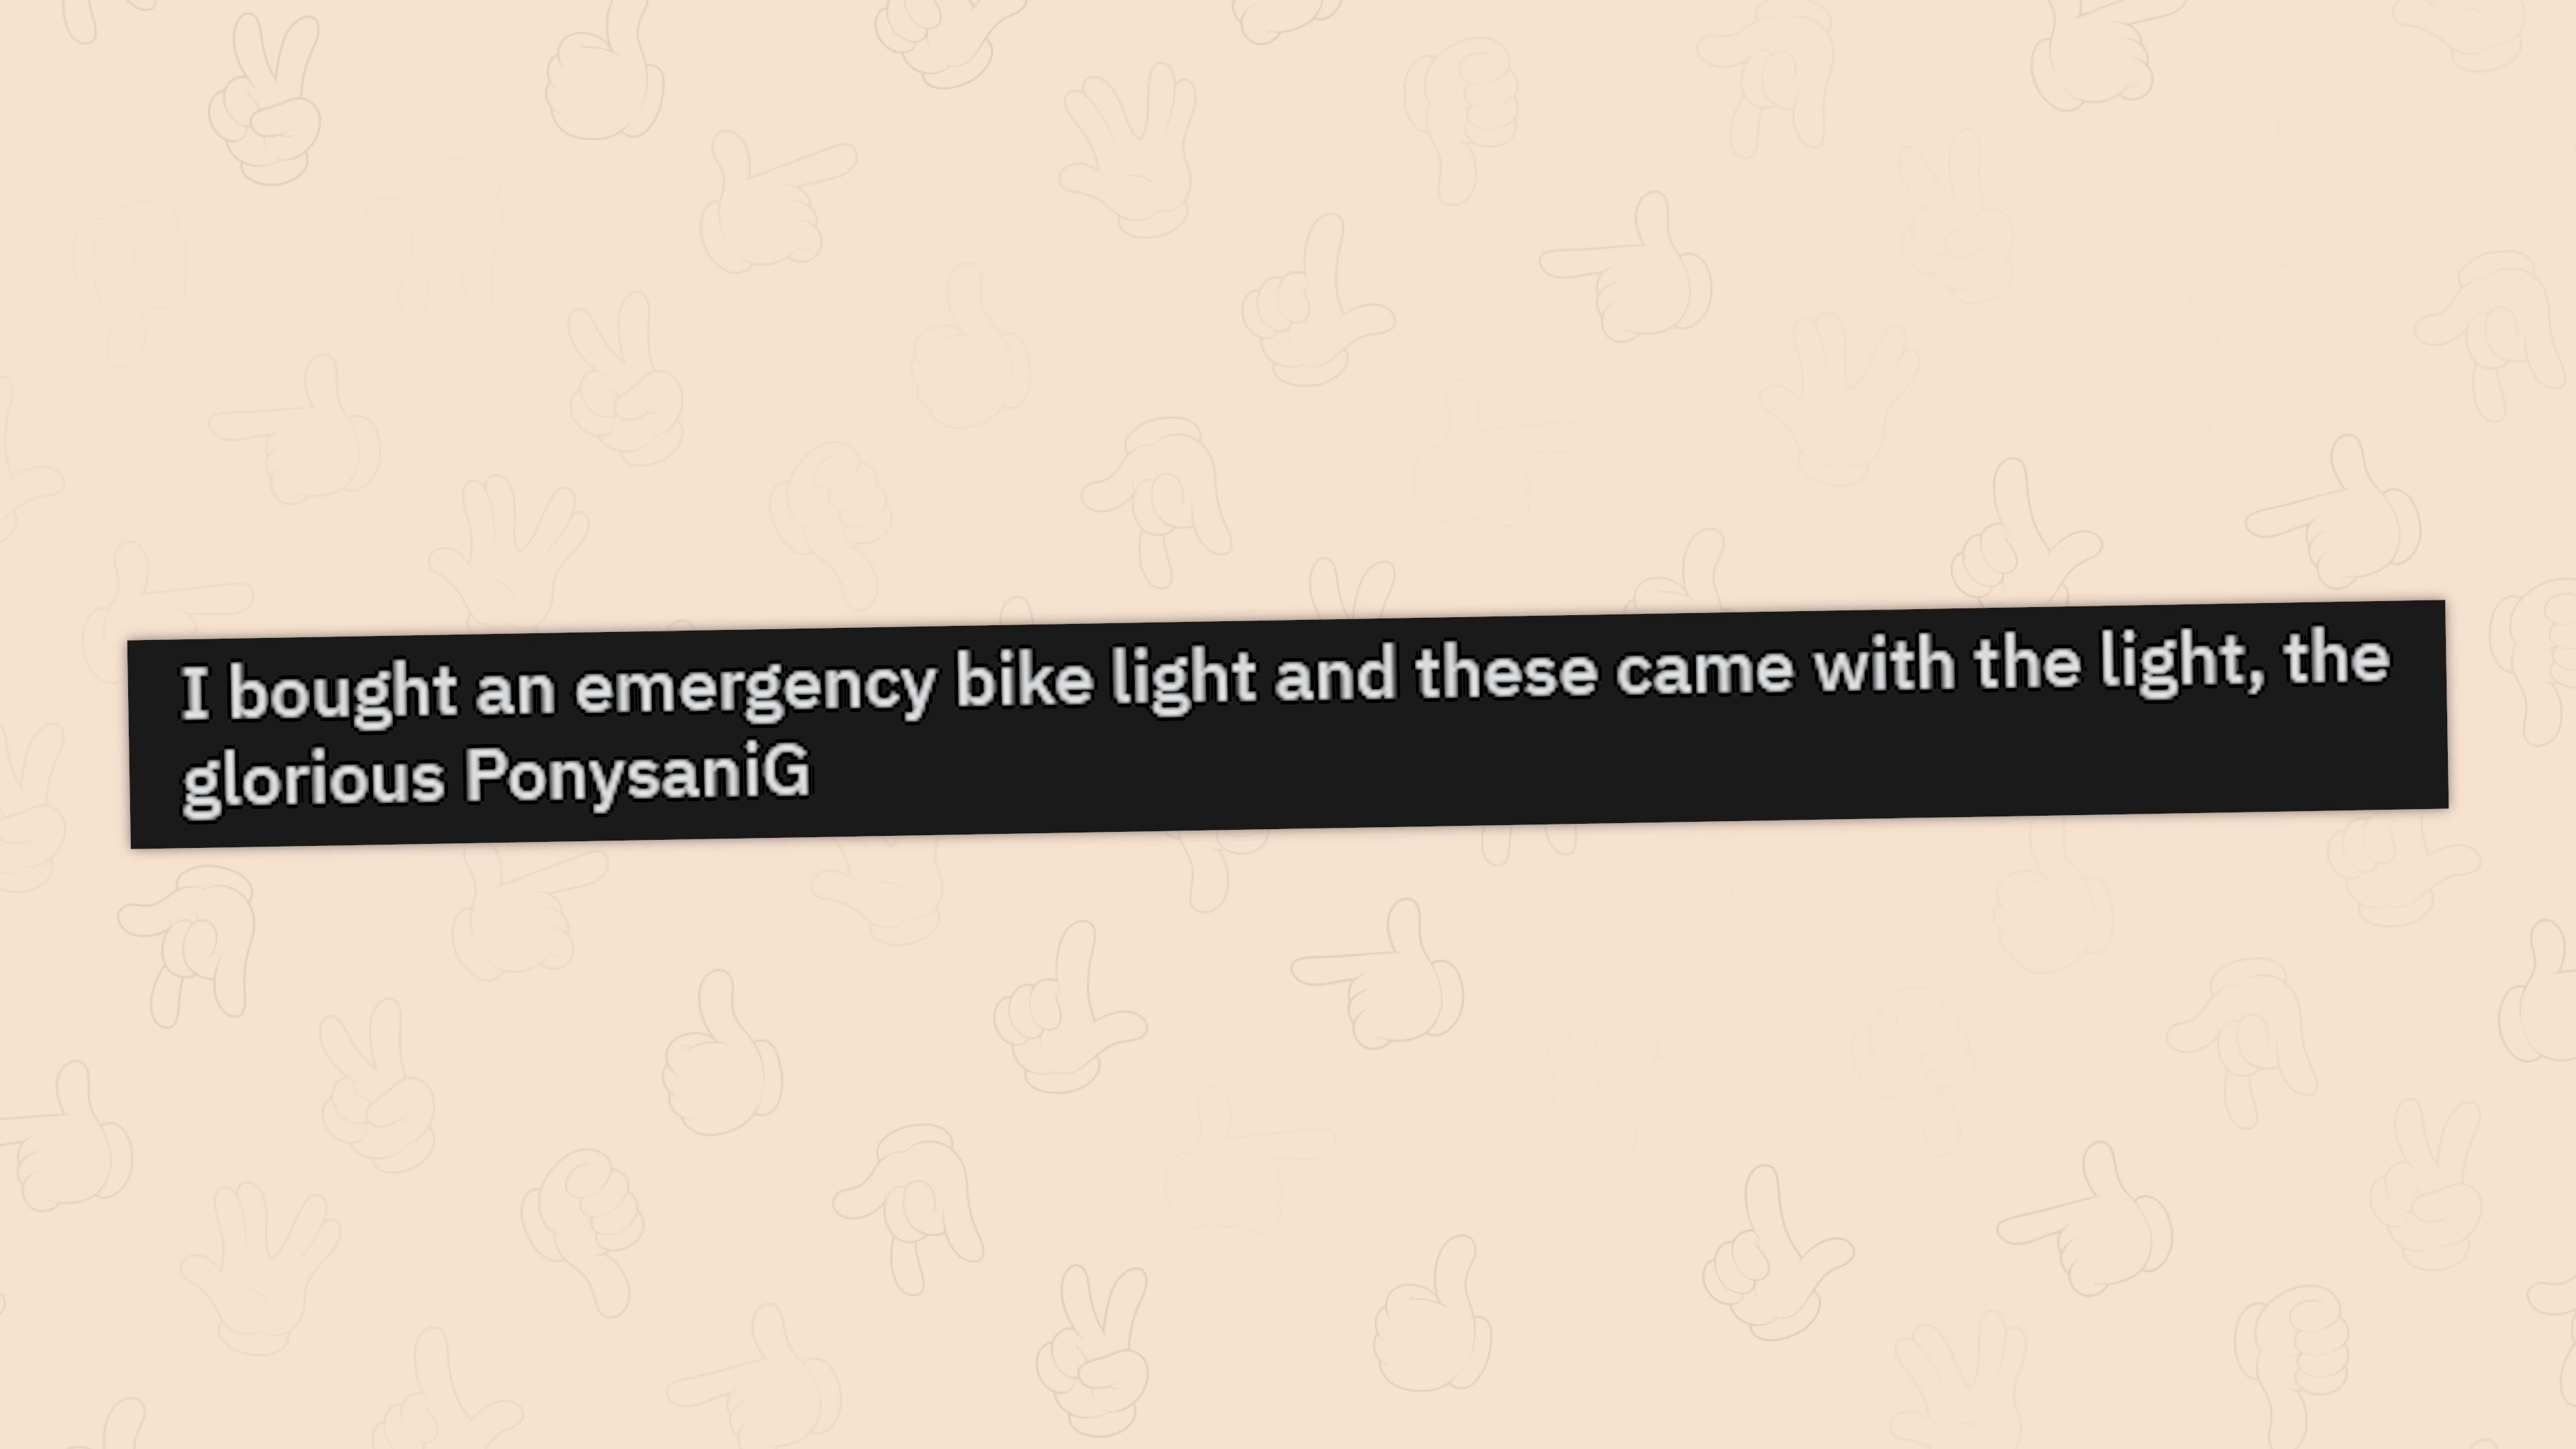 I bought an emergency bike light and these came with the light, the
glorious PonysaniG